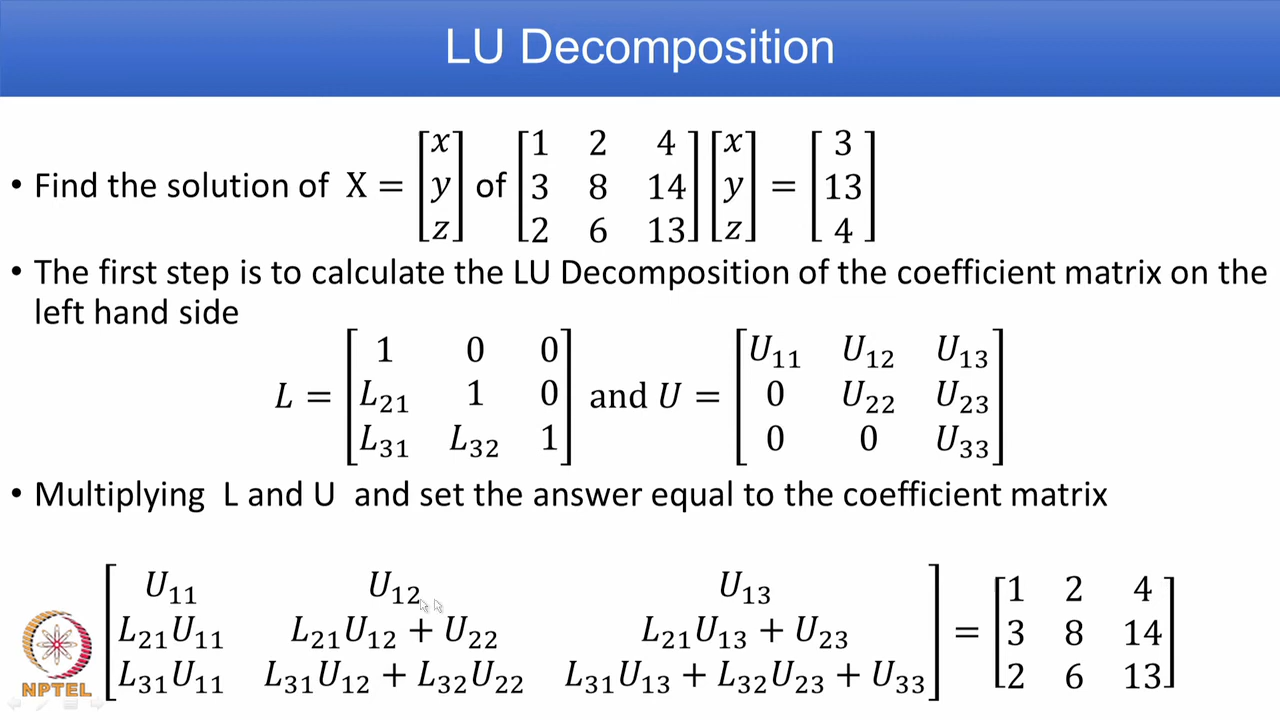 LU Decomposition
• Find the solution of X = [x y z] of [1 2 4; 3 8 14; 2 6 13] [x y z] = [3 13 4]
• The first step is to calculate the LU Decomposition of the coefficient matrix on the
left hand side
L = [1 0 0; L₂₁ 1 0; L₃₁ L₃₂ 1] and U = [U₁₁ U₁₂ U₁₃; 0 U₂₂ U₂₃; 0 0 U₃₃]
• Multiplying L and U and set the answer equal to the coefficient matrix
[U₁₁ U₁₂ U₁₃; L₂₁U₁₁ L₂₁U₁₂ + U₂₂ L₂₁U₁₃ + U₂₃; L₃₁U₁₁ L₃₁U₁₂ + L₃₂U₂₂ L₃₁U₁₃ + L₃₂U₂₃ + U₃₃] = [1 2 4; 3 8 14; 2 6 13]
NPTEL